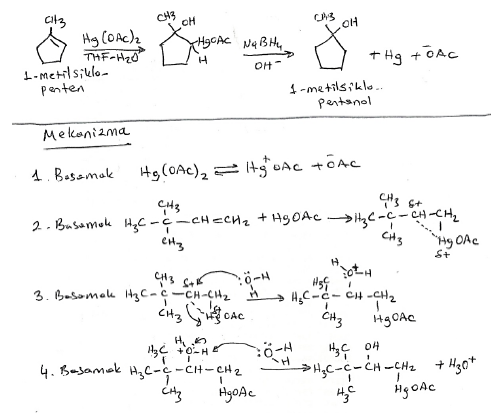 CH₃
Hg(OAc)₂
THF-H₂O
1-metilsiklo-
penten
CH₃ OH
HgOAc
H
NaBH₄
OH⁻
CH₃ OH
+ Hg + ŌAc
1-metilsiklo..
pentanol
Mekanizma
1. Basamak Hg(OAc)₂ ⇌ H⁺g OAc + ŌAc
CH₃
2. Basamak H₃C-C-CH=CH₂ + HgOAc → H₃C-C-CH-CH₂
CH₃
CH₃ δ+
CH₃
HgOAc
δ+
CH₃ δ+ Ö-H
3. Basamak H₃C-C-CH-CH₂ H → H₃C-C-CH-CH₂
CH₃ HgOAc
δ+
H Ö⁺ H
H₃C
CH₃
HgOAc
H₃C H +O-H Ö-H
4. Basamak H₃C-C-CH-CH₂ H → H₃C-C-CH-CH₂ + H₃O⁺
CH₃ HgOAc
H₃C OH
H₃C HgOAc